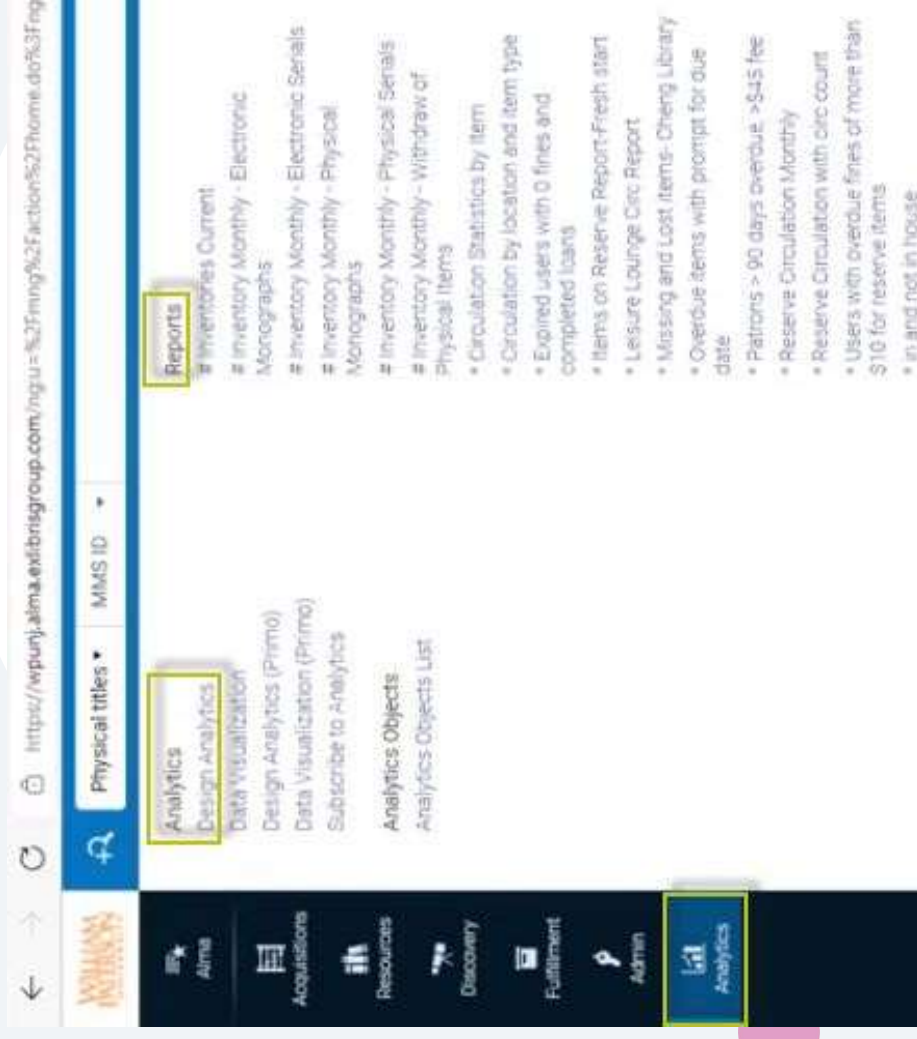 https://wpunj.alma.exlibrisgroup.com/ng;u=%2Fmng%2Faction%2Fhome.do%3Fng
WILLIAM
PATERSON
Physical titles
MMS ID
Alma
Acquisitions
Resources
Discovery
Fulfillment
Admin
Analytics
Analytics
Design Analytics
Data Visualization
Design Analytics (Primo)
Data Visualization (Primo)
Subscribe to Analytics
Analytics Objects
Analytics Objects List
Reports
# Inventories Current
# Inventory Monthly - Electronic
Monographs
# Inventory Monthly - Electronic Serials
# Inventory Monthly - Physical
Monographs
# Inventory Monthly - Physical Serials
# Inventory Monthly - Withdraw of
Physical Items
* Circulation Statistics by Item
* Circulation by location and item type
* Expired users with 0 fines and
completed loans
* Items on Reserve Report-Fresh start
* Leisure Lounge Circ Report
* Missing and Lost items- Cheng Library
* Overdue items with prompt for due
date
* Patrons > 90 days overdue >$45 fee
* Reserve Circulation Monthly
* Reserve Circulation with circ count
* Users with overdue fines of more than
$10 for reserve items
* in and not in house